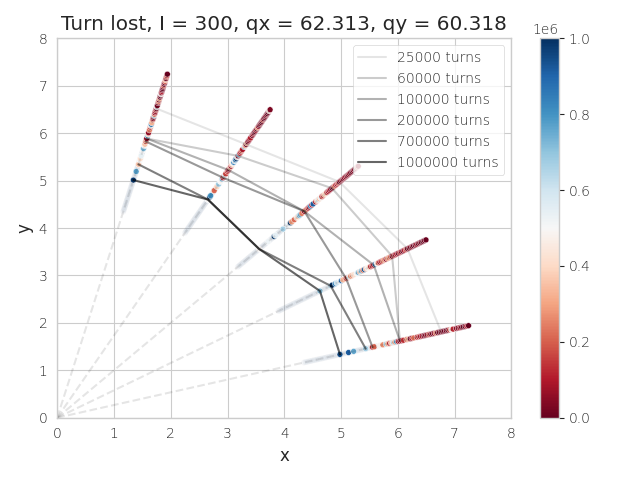 Turn lost, I = 300, qx = 62.313, qy = 60.318
1e6
8
7
6
5
4
3
2
1
0
y
0 1 2 3 4 5 6 7 8
x
25000 turns
60000 turns
100000 turns
200000 turns
700000 turns
1000000 turns
1.0
0.8
0.6
0.4
0.2
0.0